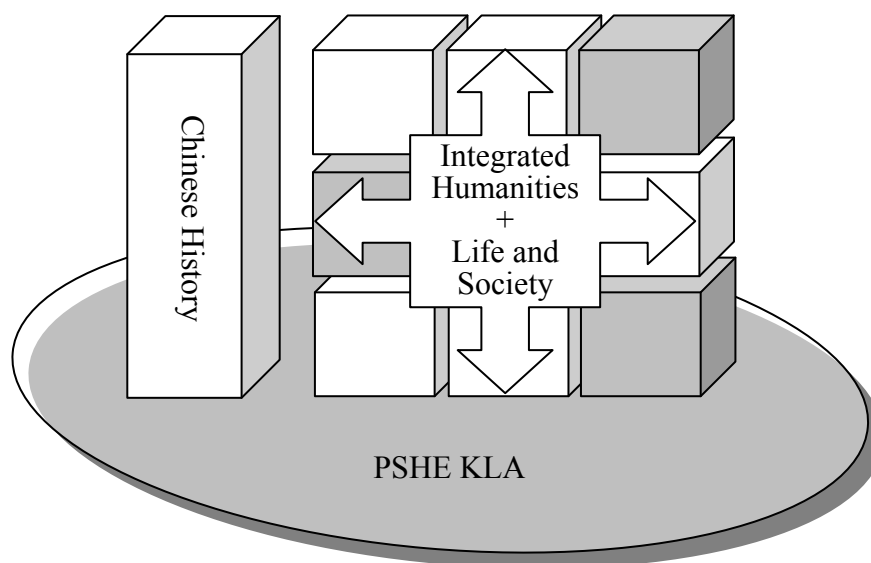 Chinese History
Integrated
Humanities
+
Life and
Society
PSHE KLA